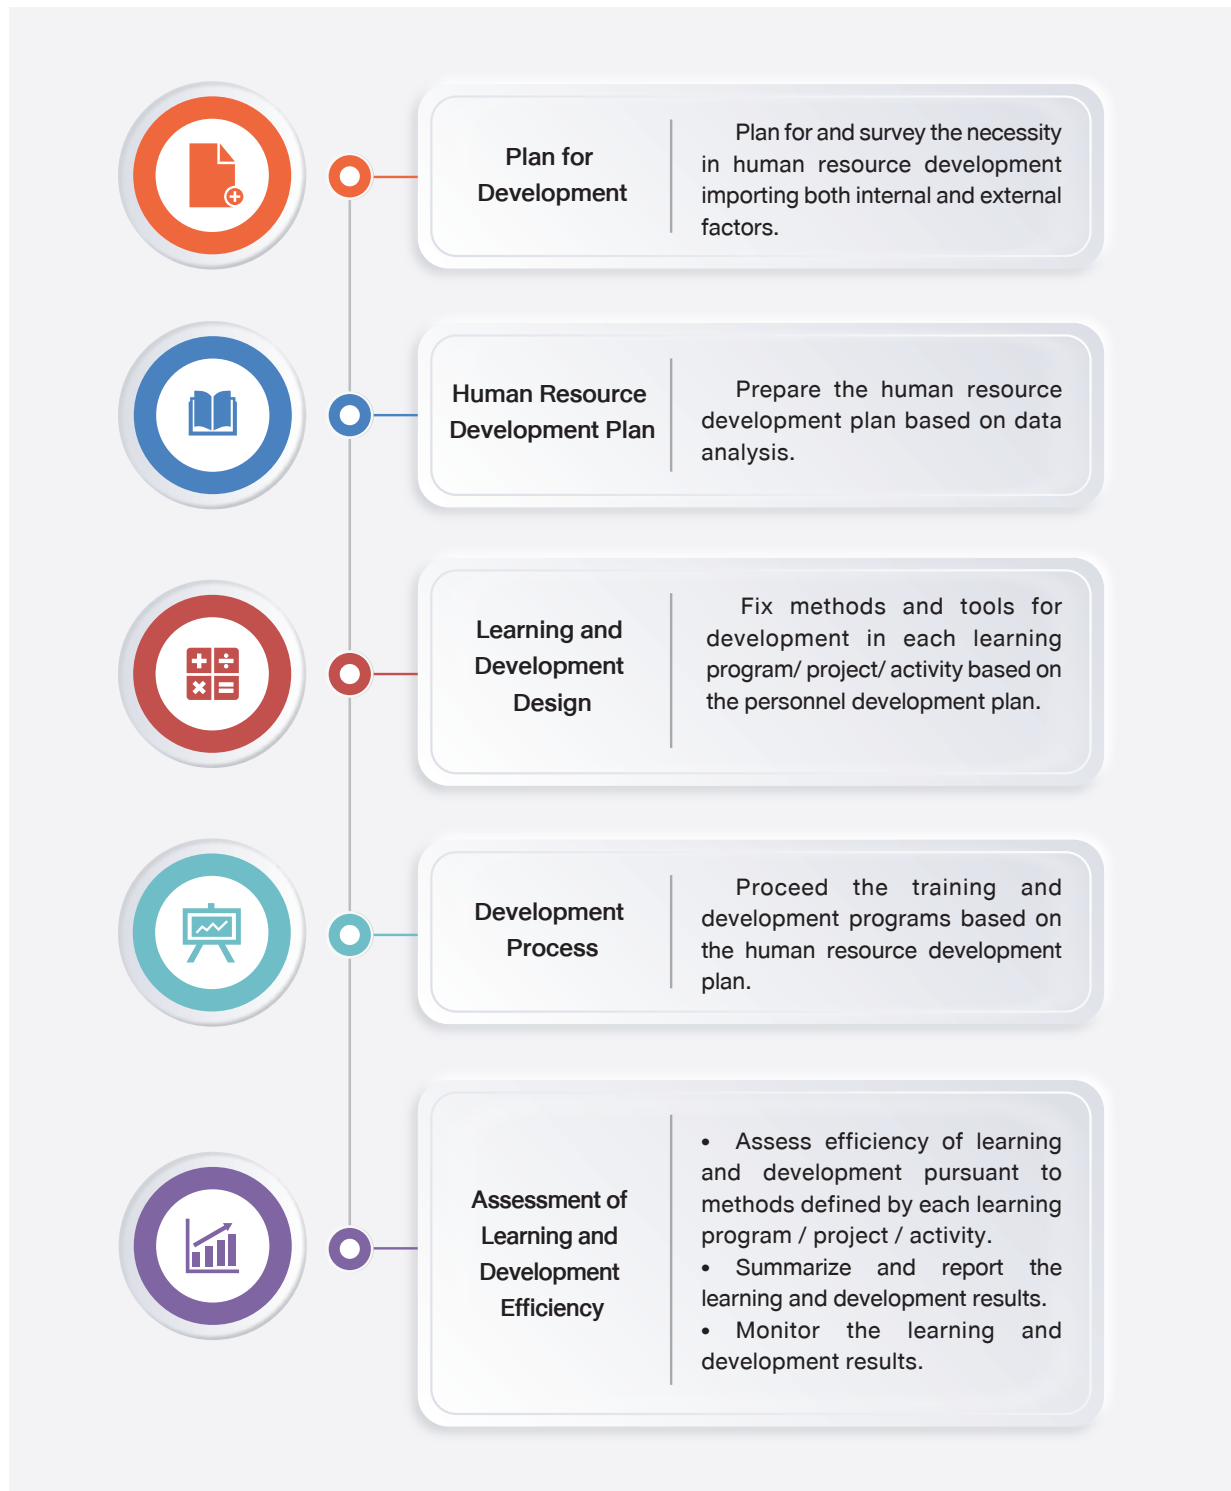 Plan for
Development
Plan for and survey the necessity
in human resource development
importing both internal and external
factors.
Human Resource
Development Plan
Prepare the human resource
development plan based on data
analysis.
Learning and
Development
Design
Fix methods and tools for
development in each learning
program/ project/ activity based on
the personnel development plan.
Development
Process
Proceed the training and
development programs based on
the human resource development
plan.
Assessment of
Learning and
Development
Efficiency
• Assess efficiency of learning
and development pursuant to
methods defined by each learning
program / project / activity.
• Summarize and report the
learning and development results.
• Monitor the learning and
development results.